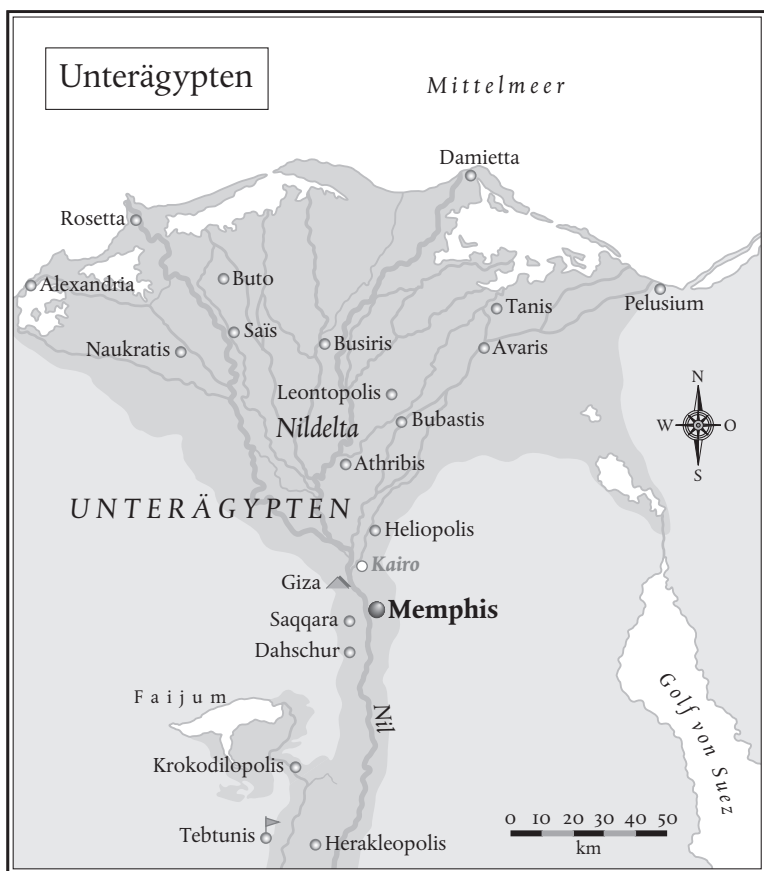 Unterägypten
Mittelmeer
Damietta
Rosetta
Alexandria
Buto
Tanis
Pelusium
Saïs
Naukratis
Busiris
Avaris
Leontopolis
Nildelta
Bubastis
N
W
O
S
Athribis
UNTERÄGYPTEN
Heliopolis
Kairo
Giza
Memphis
Saqqara
Dahschur
Faijum
Nil
Golf von Suez
Krokodilopolis
Tebtunis
Herakleopolis
0 10 20 30 40 50
km